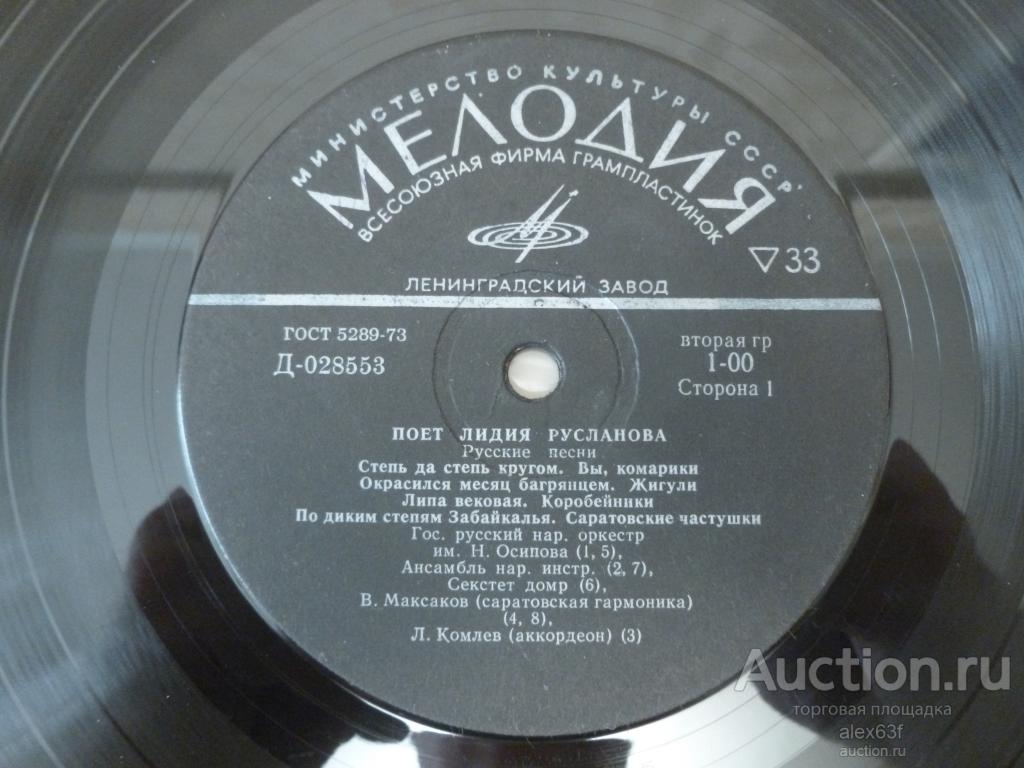 МИНИСТЕРСТВО КУЛЬТУРЫ СССР
МЕЛОДИЯ
ВСЕСОЮЗНАЯ ФИРМА ГРАМПЛАСТИНОК
33
ЛЕНИНГРАДСКИЙ ЗАВОД
ГОСТ 5289-73
Д-028553
вторая гр
1-00
Сторона 1
ПОЕТ ЛИДИЯ РУСЛАНОВА
Русские песни
Степь да степь кругом. Вы, комарики
Окрасился месяц багрянцем. Жигули
Липа вековая. Коробейники
По диким степям Забайкалья. Саратовские частушки
Гос. русский нар. оркестр
им. Н. Осипова (1, 5),
Ансамбль нар. инстр. (2, 7),
Секстет домр (6),
В. Максаков (саратовская гармоника)
(4, 8),
Л. Комлев (аккордеон) (3)
Auction.ru
торговая площадка
alex63f
auction.ru